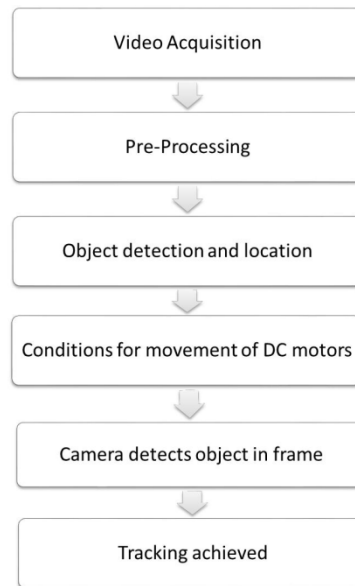 Video Acquisition
Pre-Processing
Object detection and location
Conditions for movement of DC motors
Camera detects object in frame
Tracking achieved